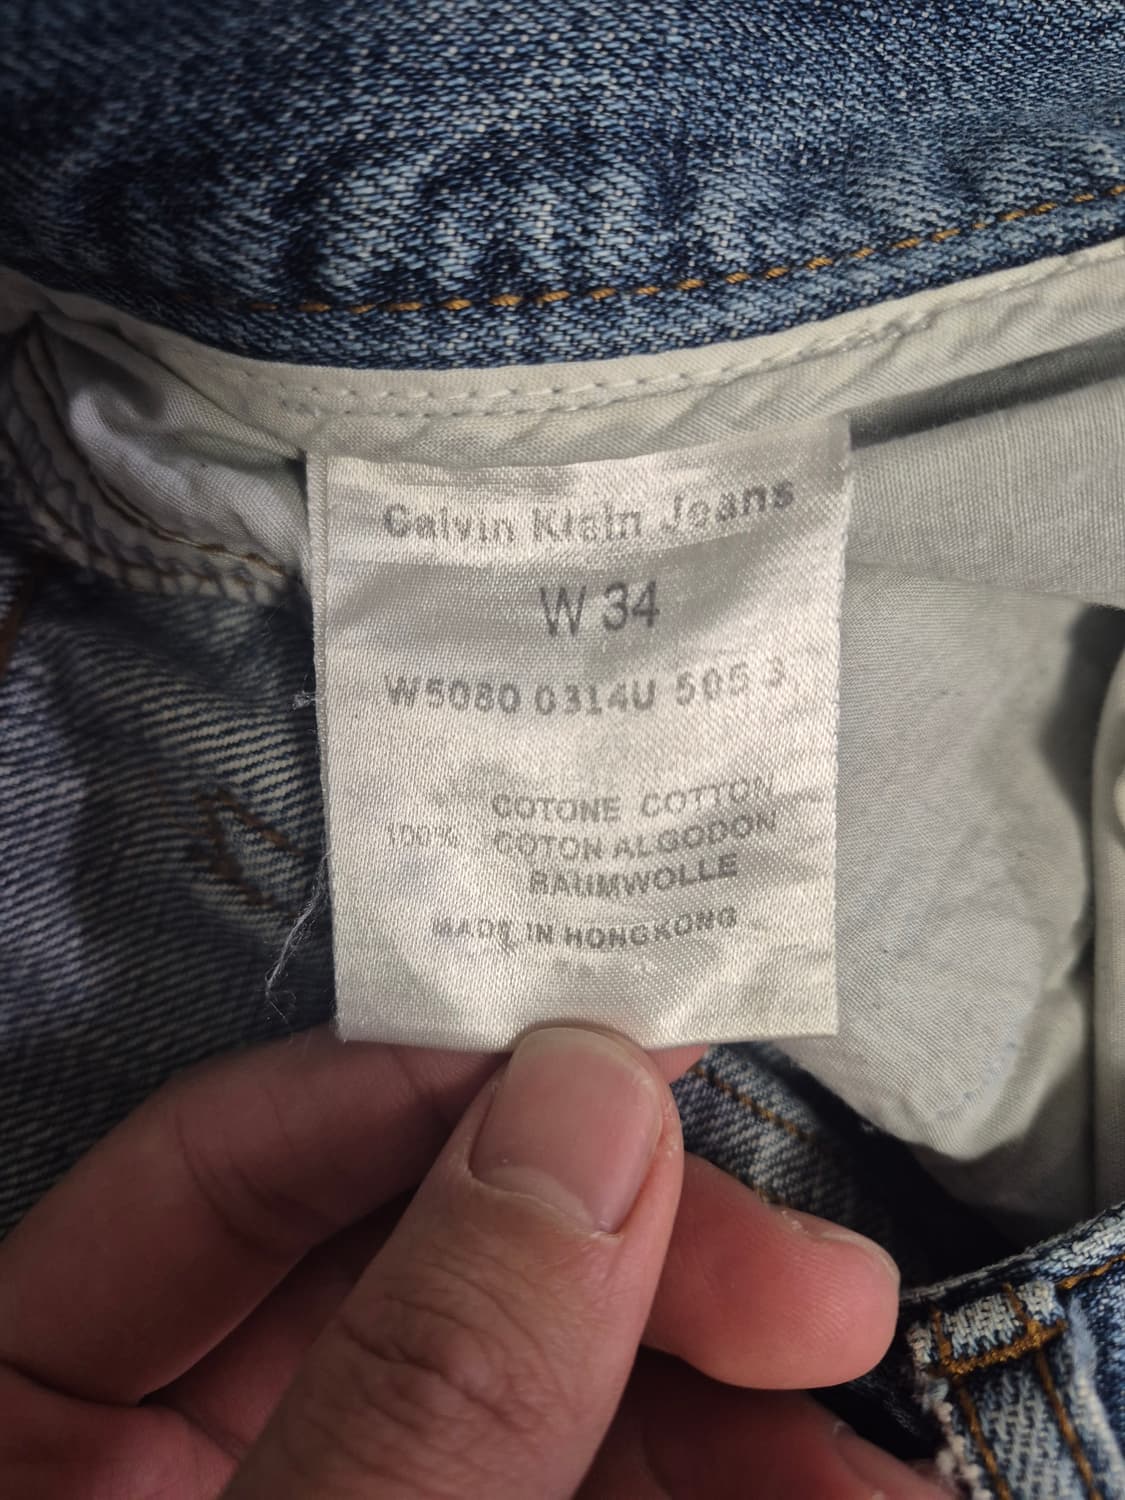 Calvin Klein Jeans
W 34
W5080 0314U 505 3
COTONE COTTON
100% COTON ALGODON
BAUMWOLLE
MADE IN HONGKONG